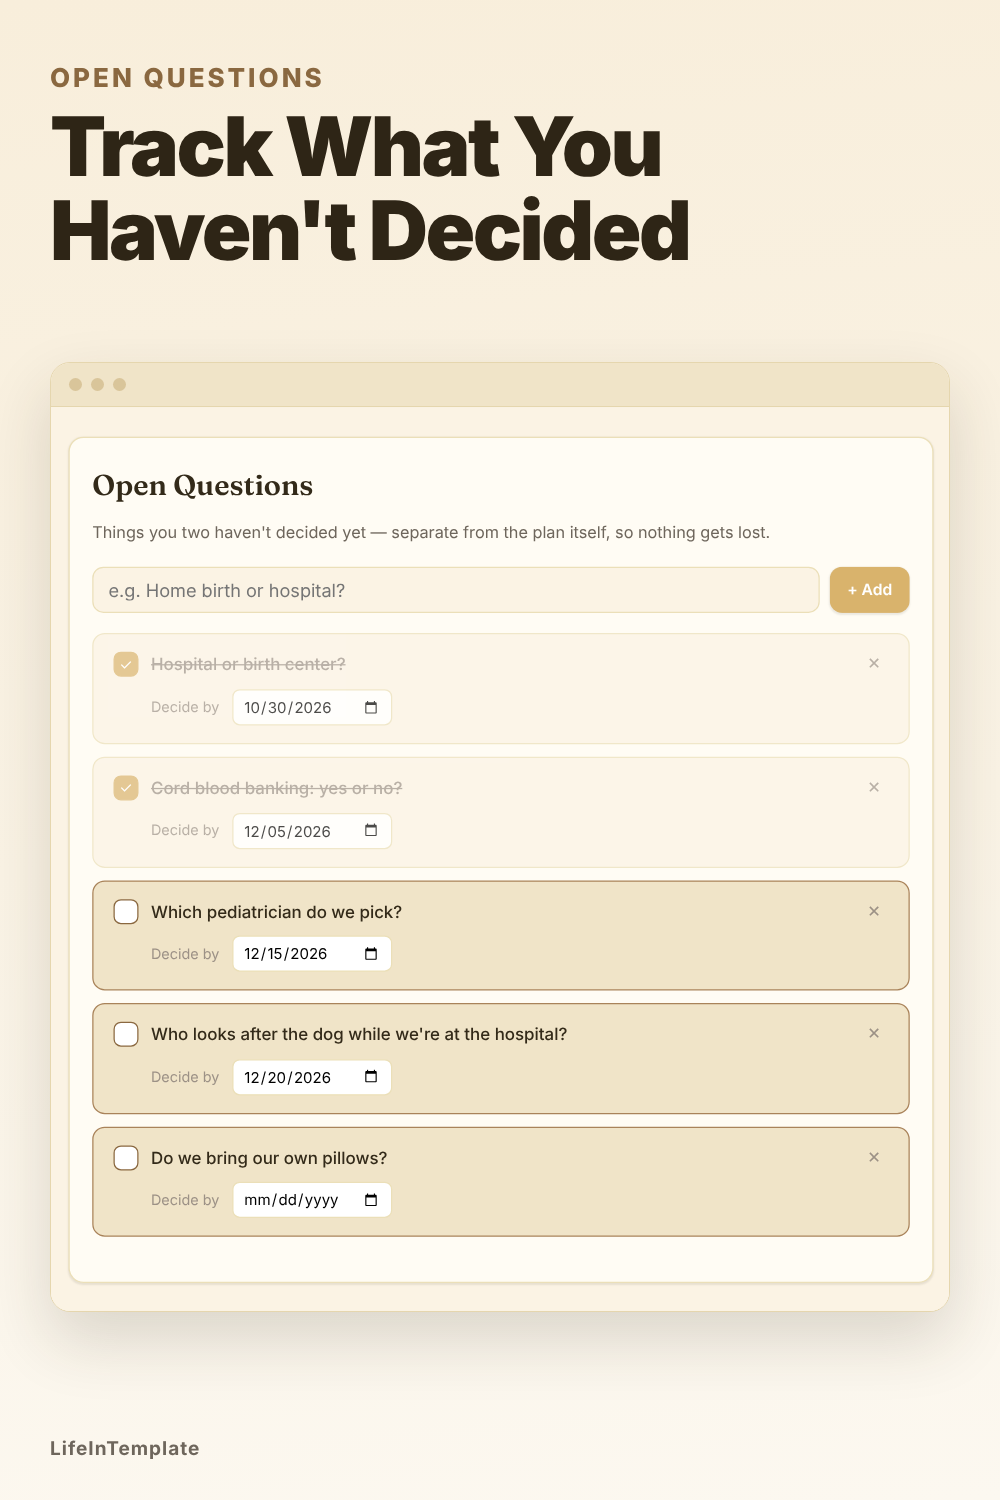 OPEN QUESTIONS
Track What You
Haven't Decided
Open Questions
Things you two haven't decided yet — separate from the plan itself, so nothing gets lost.
e.g. Home birth or hospital?
+ Add
Hospital or birth center?
Decide by 10/30/2026
Cord blood banking: yes or no?
Decide by 12/05/2026
Which pediatrician do we pick?
Decide by 12/15/2026
Who looks after the dog while we're at the hospital?
Decide by 12/20/2026
Do we bring our own pillows?
Decide by mm/dd/yyyy
LifeInTemplate